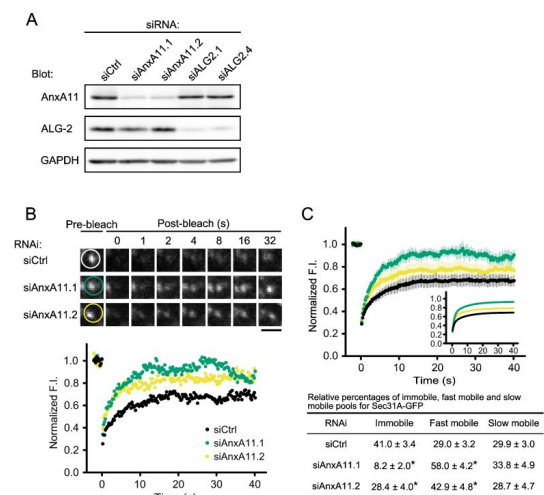 A
siRNA:
Blot:
siCtrl
siAnxA11.1
siAnxA11.2
siALG2.1
siALG2.4
AnxA11
ALG-2
GAPDH
B
Pre-bleach
Post-bleach (s)
RNAi:
0 1 2 4 8 16 32
siCtrl
siAnxA11.1
siAnxA11.2
Normalized F.I.
1.0
0.8
0.6
0.4
0.2
0.0
siCtrl
siAnxA11.1
siAnxA11.2
0 10 20 30 40
Time (s)
C
Normalized F.I.
1.2
1.0
0.8
0.6
0.4
0.2
0.0
1.0
0.8
0.6
0.4
0.2
0.0
0 10 20 30 40
0 10 20 30 40
Time (s)
Relative percentages of immobile, fast mobile and slow
mobile pools for Sec31A-GFP
RNAi Immobile Fast mobile Slow mobile
siCtrl 41.0 ± 3.4 29.0 ± 3.2 29.9 ± 3.0
siAnxA11.1 8.2 ± 2.0* 58.0 ± 4.2* 33.8 ± 4.9
siAnxA11.2 28.4 ± 4.0* 42.9 ± 4.8* 28.7 ± 4.7